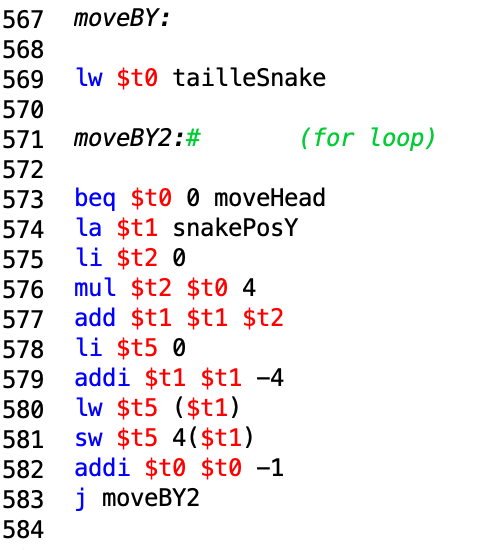 567 moveBY:
568
569 lw $t0 tailleSnake
570
571 moveBY2:# (for loop)
572
573 beq $t0 0 moveHead
574 la $t1 snakePosY
575 li $t2 0
576 mul $t2 $t0 4
577 add $t1 $t1 $t2
578 li $t5 0
579 addi $t1 $t1 -4
580 lw $t5 ($t1)
581 sw $t5 4($t1)
582 addi $t0 $t0 -1
583 j moveBY2
584